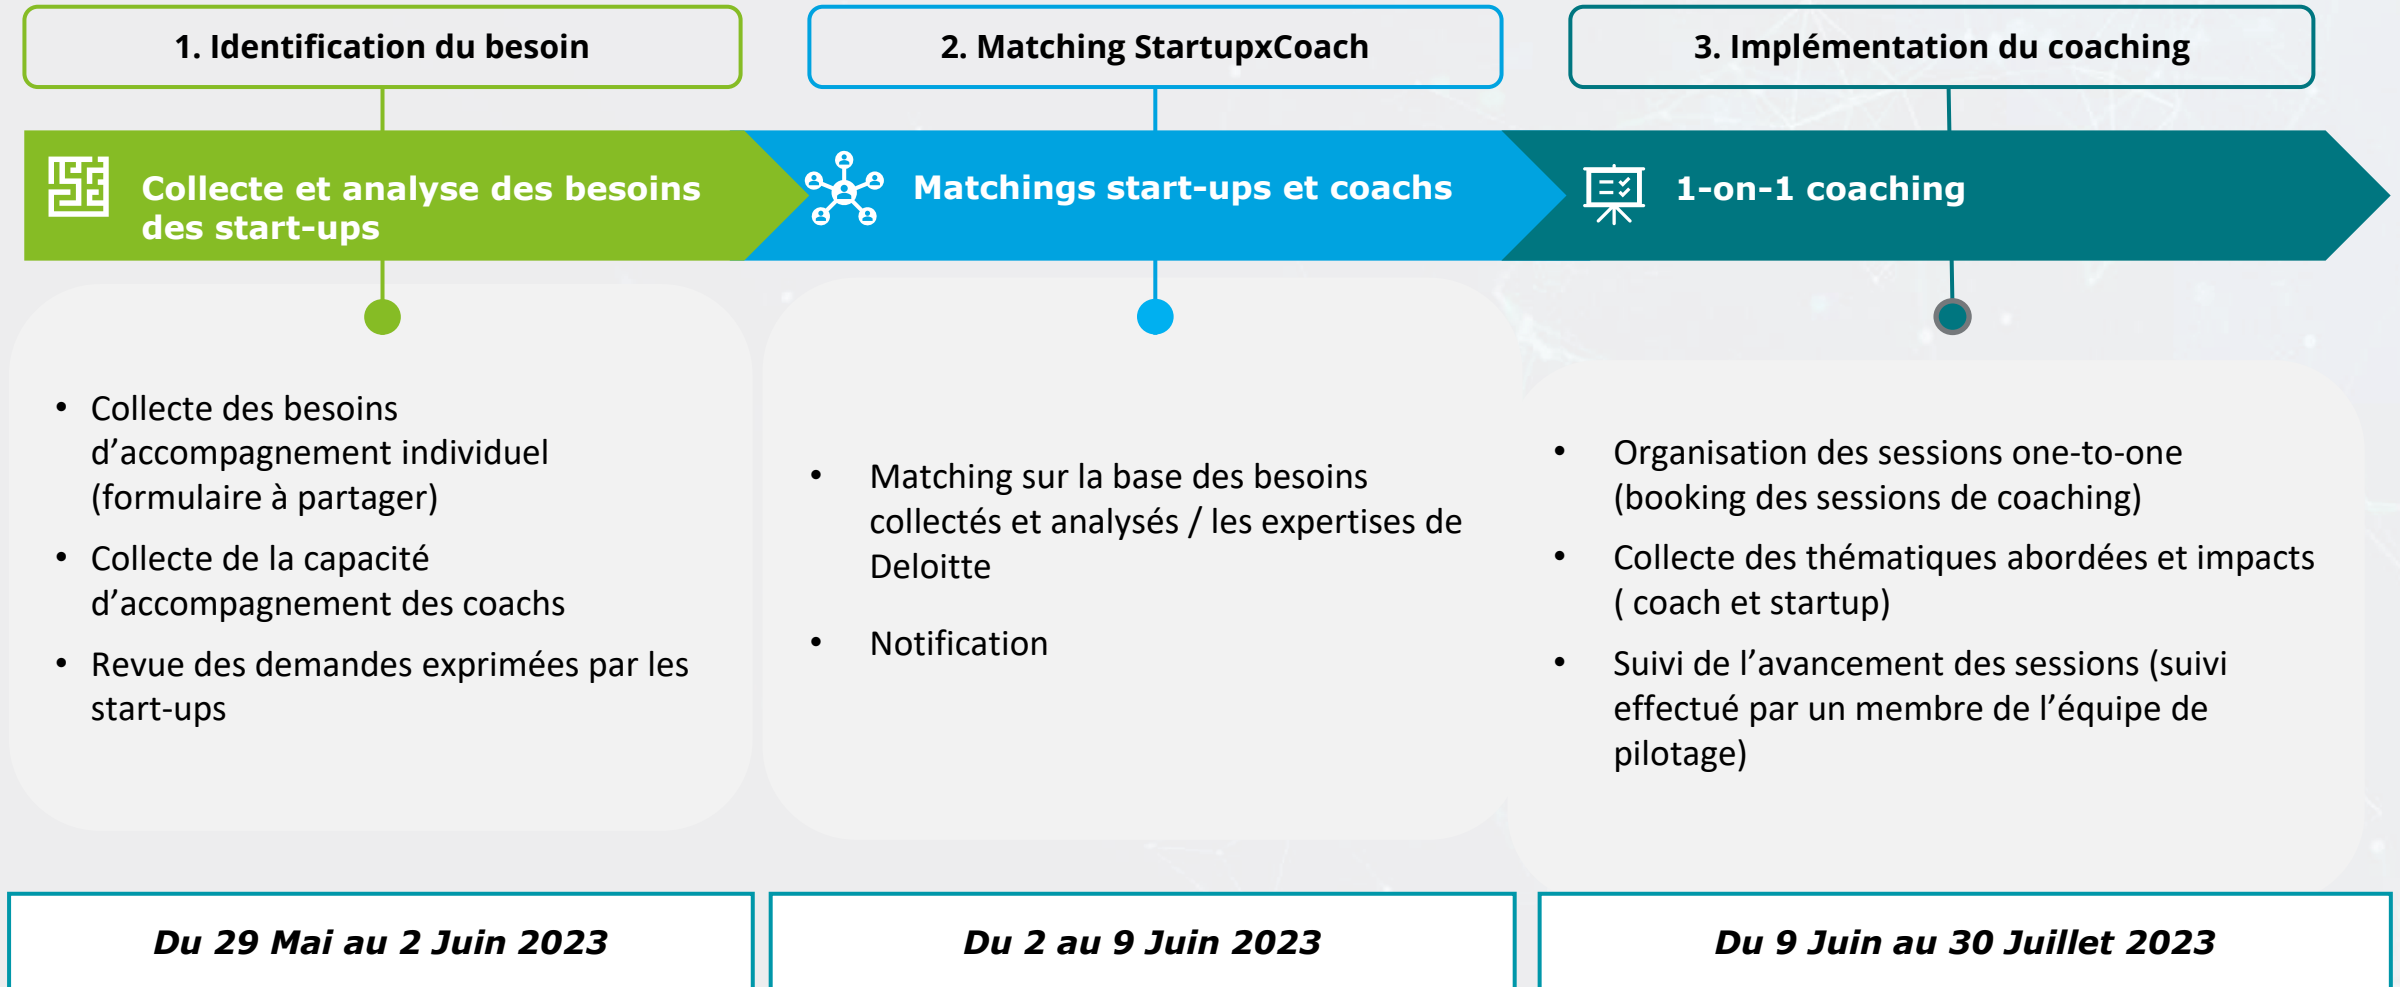 1. Identification du besoin
2. Matching StartupxCoach
3. Implémentation du coaching
Collecte et analyse des besoins
des start-ups
Matchings start-ups et coachs
1-on-1 coaching
• Collecte des besoins
d’accompagnement individuel
(formulaire à partager)
• Collecte de la capacité
d’accompagnement des coachs
• Revue des demandes exprimées par les
start-ups
• Matching sur la base des besoins
collectés et analysés / les expertises de
Deloitte
• Notification
• Organisation des sessions one-to-one
(booking des sessions de coaching)
• Collecte des thématiques abordées et impacts
( coach et startup)
• Suivi de l’avancement des sessions (suivi
effectué par un membre de l’équipe de
pilotage)
Du 29 Mai au 2 Juin 2023
Du 2 au 9 Juin 2023
Du 9 Juin au 30 Juillet 2023